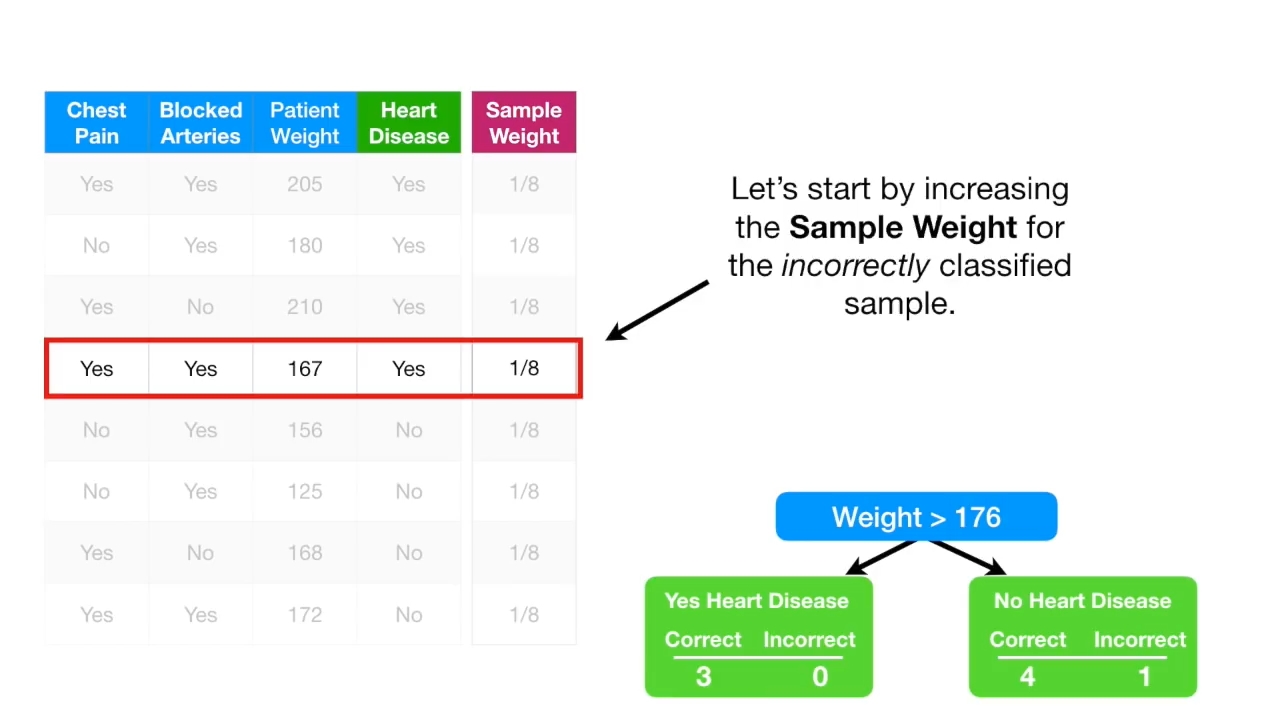 Chest Pain Blocked Arteries Patient Weight Heart Disease Sample Weight
Yes Yes 205 Yes 1/8
No Yes 180 Yes 1/8
Yes No 210 Yes 1/8
Yes Yes 167 Yes 1/8
No Yes 156 No 1/8
No Yes 125 No 1/8
Yes No 168 No 1/8
Yes Yes 172 No 1/8
Let’s start by increasing
the Sample Weight for
the incorrectly classified
sample.
Weight > 176
Yes Heart Disease
Correct Incorrect
3 0
No Heart Disease
Correct Incorrect
4 1